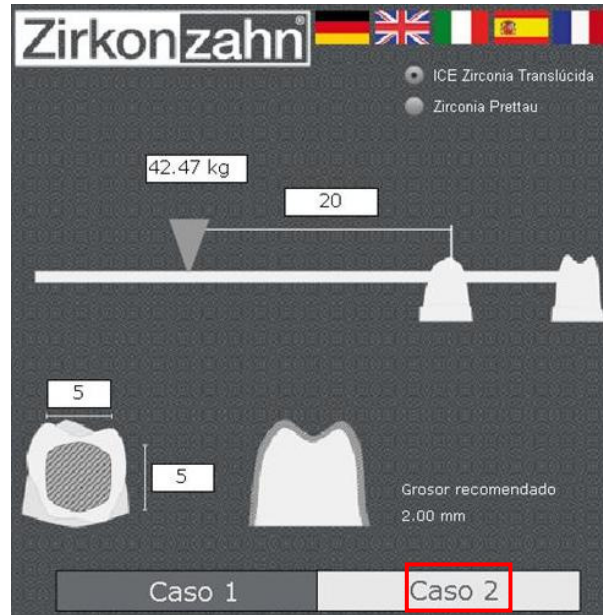 Zirkonzahn®
ICE Zirconia Translúcida
Zirconia Prettau
42.47 kg
20
5
5
Grosor recomendado
2.00 mm
Caso 1
Caso 2